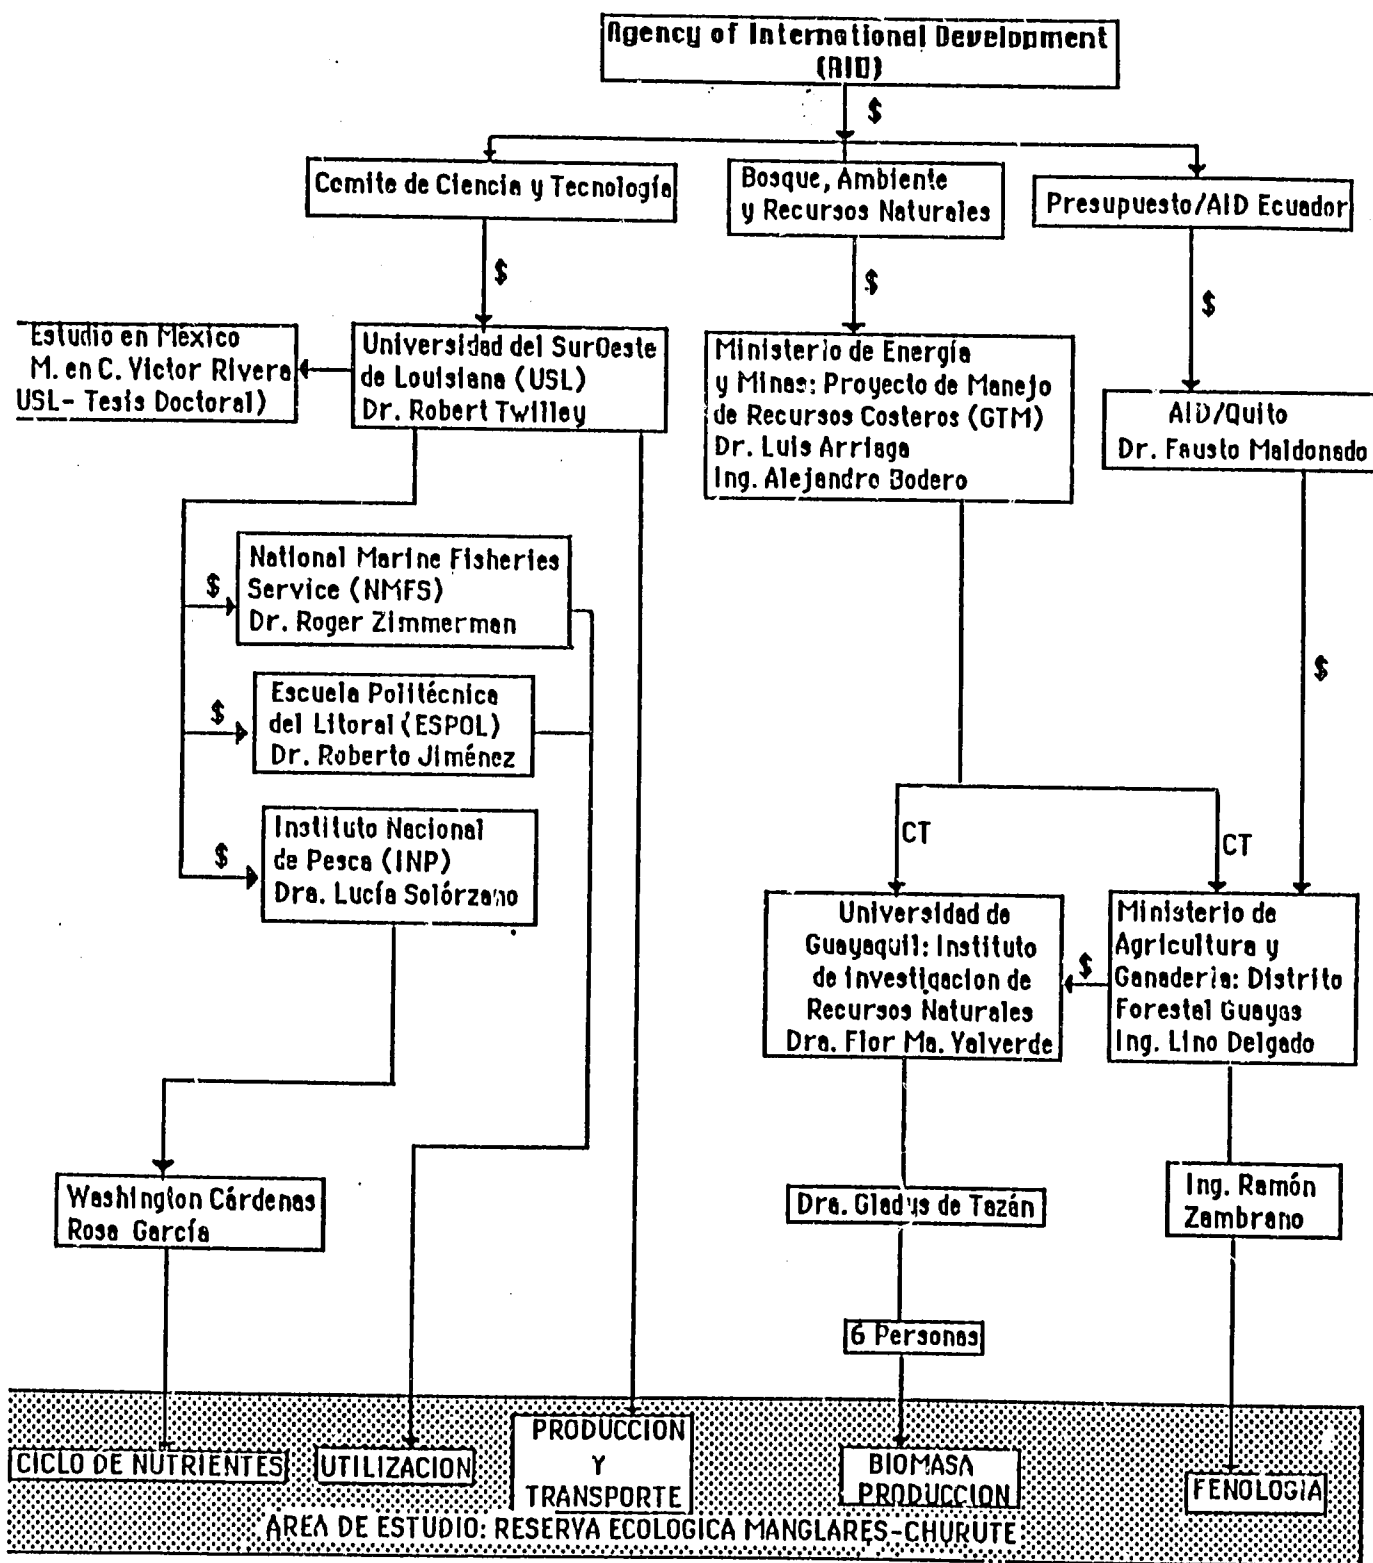 Agency of International Development
(AID)
$
Comite de Ciencia y Tecnología
Bosque, Ambiente
y Recursos Naturales
Presupuesto/AID Ecuador
$
$
$
Estudio en México
M. en C. Victor Rivera
USL- Tesis Doctoral)
Universidad del SurOeste
de Louisiana (USL)
Dr. Robert Twilley
Ministerio de Energía
y Minas: Proyecto de Manejo
de Recursos Costeros (GTM)
Dr. Luis Arriaga
Ing. Alejandro Bodero
AID/Quito
Dr. Fausto Maldonado
$
National Marine Fisheries
Service (NMFS)
Dr. Roger Zimmerman
$
Escuela Politécnica
del Litoral (ESPOL)
Dr. Roberto Jiménez
$
$
Instituto Nacional
de Pesca (INP)
Dra. Lucía Solórzano
CT
CT
Universidad de
Guayaquil: Instituto
de investigacion de
Recursos Naturales
Dra. Flor Ma. Valverde
$
Ministerio de
Agricultura y
Ganaderia: Distrito
Forestal Guayas
Ing. Lino Delgado
Washington Cárdenas
Rosa García
Dra. Gladys de Tazán
Ing. Ramón
Zambrano
6 Personas
CICLO DE NUTRIENTES
UTILIZACION
PRODUCCION
Y
TRANSPORTE
BIOMASA
PRODUCCION
FENOLOGIA
ÁREA DE ESTUDIO: RESERVA ECOLOGICA MANGLARES-CHURUTE